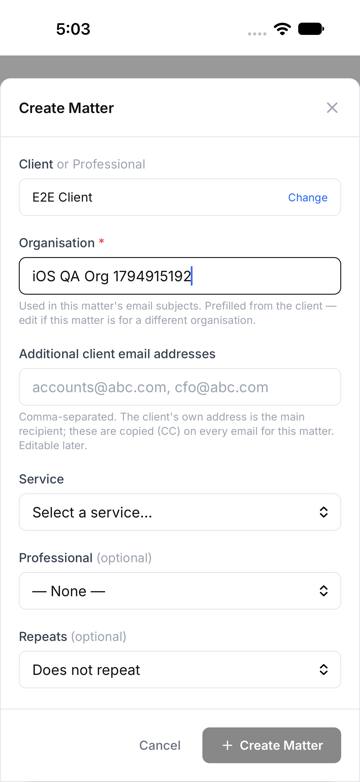 5:03
Create Matter
Client or Professional
E2E Client
Change
Organisation *
iOS QA Org 1794915192
Used in this matter's email subjects. Prefilled from the client —
edit if this matter is for a different organisation.
Additional client email addresses
accounts@abc.com, cfo@abc.com
Comma-separated. The client's own address is the main
recipient; these are copied (CC) on every email for this matter.
Editable later.
Service
Select a service...
Professional (optional)
— None —
Repeats (optional)
Does not repeat
Cancel
+ Create Matter